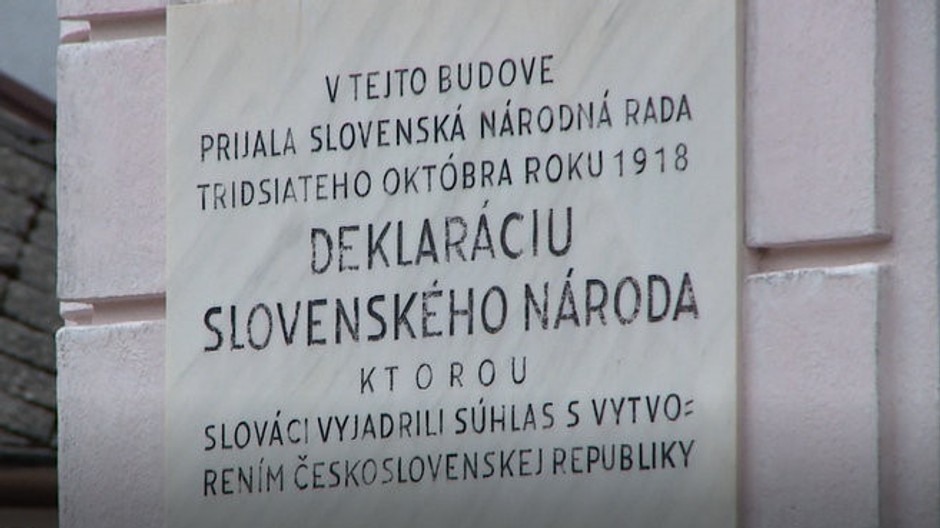 V TEJTO BUDOVE
PRIJALA SLOVENSKÁ NÁRODNÁ RADA
TRIDSIATEHO OKTÓBRA ROKU 1918
DEKLARÁCIU
SLOVENSKÉHO NÁRODA
KTOROU
SLOVÁCI VYJADRILI SÚHLAS S VYTVO=
RENÍM ČESKOSLOVENSKEJ REPUBLIKY